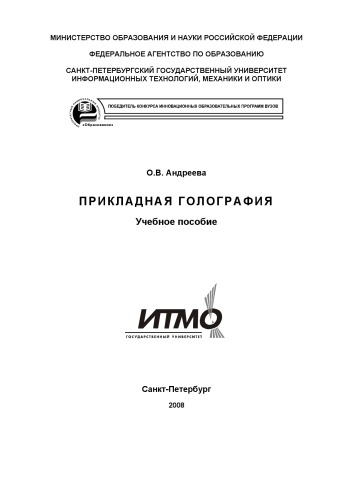 МИНИСТЕРСТВО ОБРАЗОВАНИЯ И НАУКИ РОССИЙСКОЙ ФЕДЕРАЦИИ
ФЕДЕРАЛЬНОЕ АГЕНТСТВО ПО ОБРАЗОВАНИЮ
САНКТ-ПЕТЕРБУРГСКИЙ ГОСУДАРСТВЕННЫЙ УНИВЕРСИТЕТ
ИНФОРМАЦИОННЫХ ТЕХНОЛОГИЙ, МЕХАНИКИ И ОПТИКИ
ПОБЕДИТЕЛЬ КОНКУРСА ИННОВАЦИОННЫХ ОБРАЗОВАТЕЛЬНЫХ ПРОГРАММ ВУЗОВ
«Образование»
О.В. Андреева
ПРИКЛАДНАЯ ГОЛОГРАФИЯ
Учебное пособие
ИТМО
ГОСУДАРСТВЕННЫЙ УНИВЕРСИТЕТ
Санкт-Петербург
2008